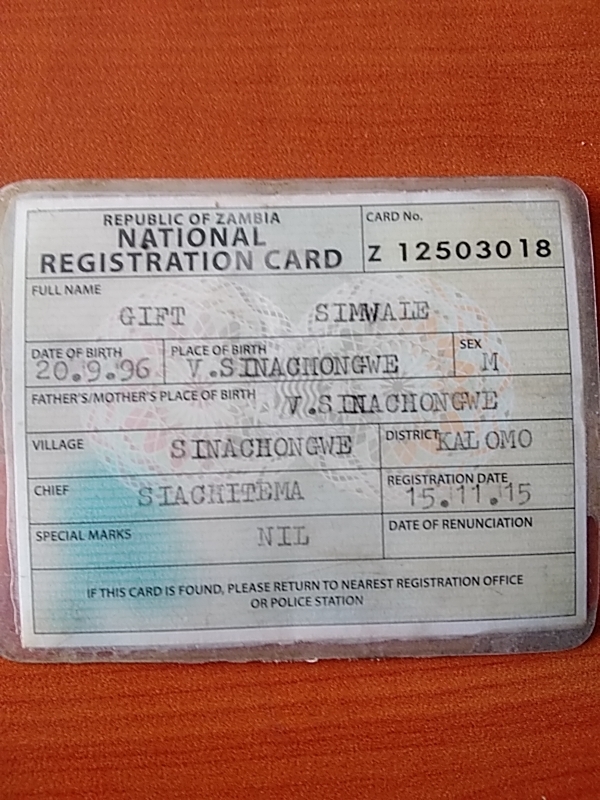 REPUBLIC OF ZAMBIA
NATIONAL
REGISTRATION CARD
CARD No.
Z 12503018
FULL NAME
GIFT SIMWALE
DATE OF BIRTH
20.9.96
PLACE OF BIRTH
V.SINACHONGWE
SEX
M
FATHER'S/MOTHER'S PLACE OF BIRTH V.SINACHONGWE
VILLAGE SINACHONGWE
DISTRICT KALOMO
CHIEF SIACHITEMA
REGISTRATION DATE
15.11.15
SPECIAL MARKS NIL
DATE OF RENUNCIATION
IF THIS CARD IS FOUND, PLEASE RETURN TO NEAREST REGISTRATION OFFICE
OR POLICE STATION